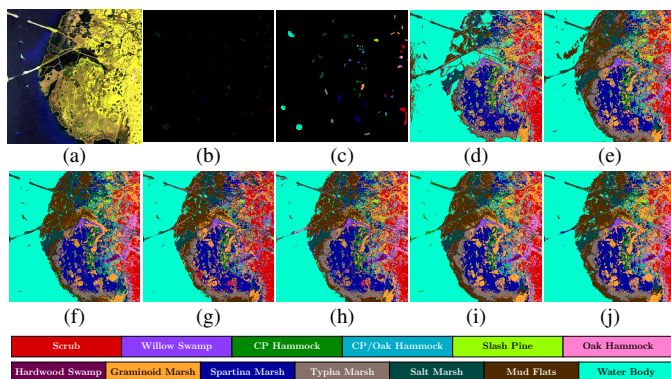 (a) (b) (c) (d) (e)
(f) (g) (h) (i) (j)
Scrub Willow Swamp CP Hammock CP/Oak Hammock Slash Pine Oak Hammock
Hardwood Swamp Graminoid Marsh Spartina Marsh Typha Marsh Salt Marsh Mud Flats Water Body